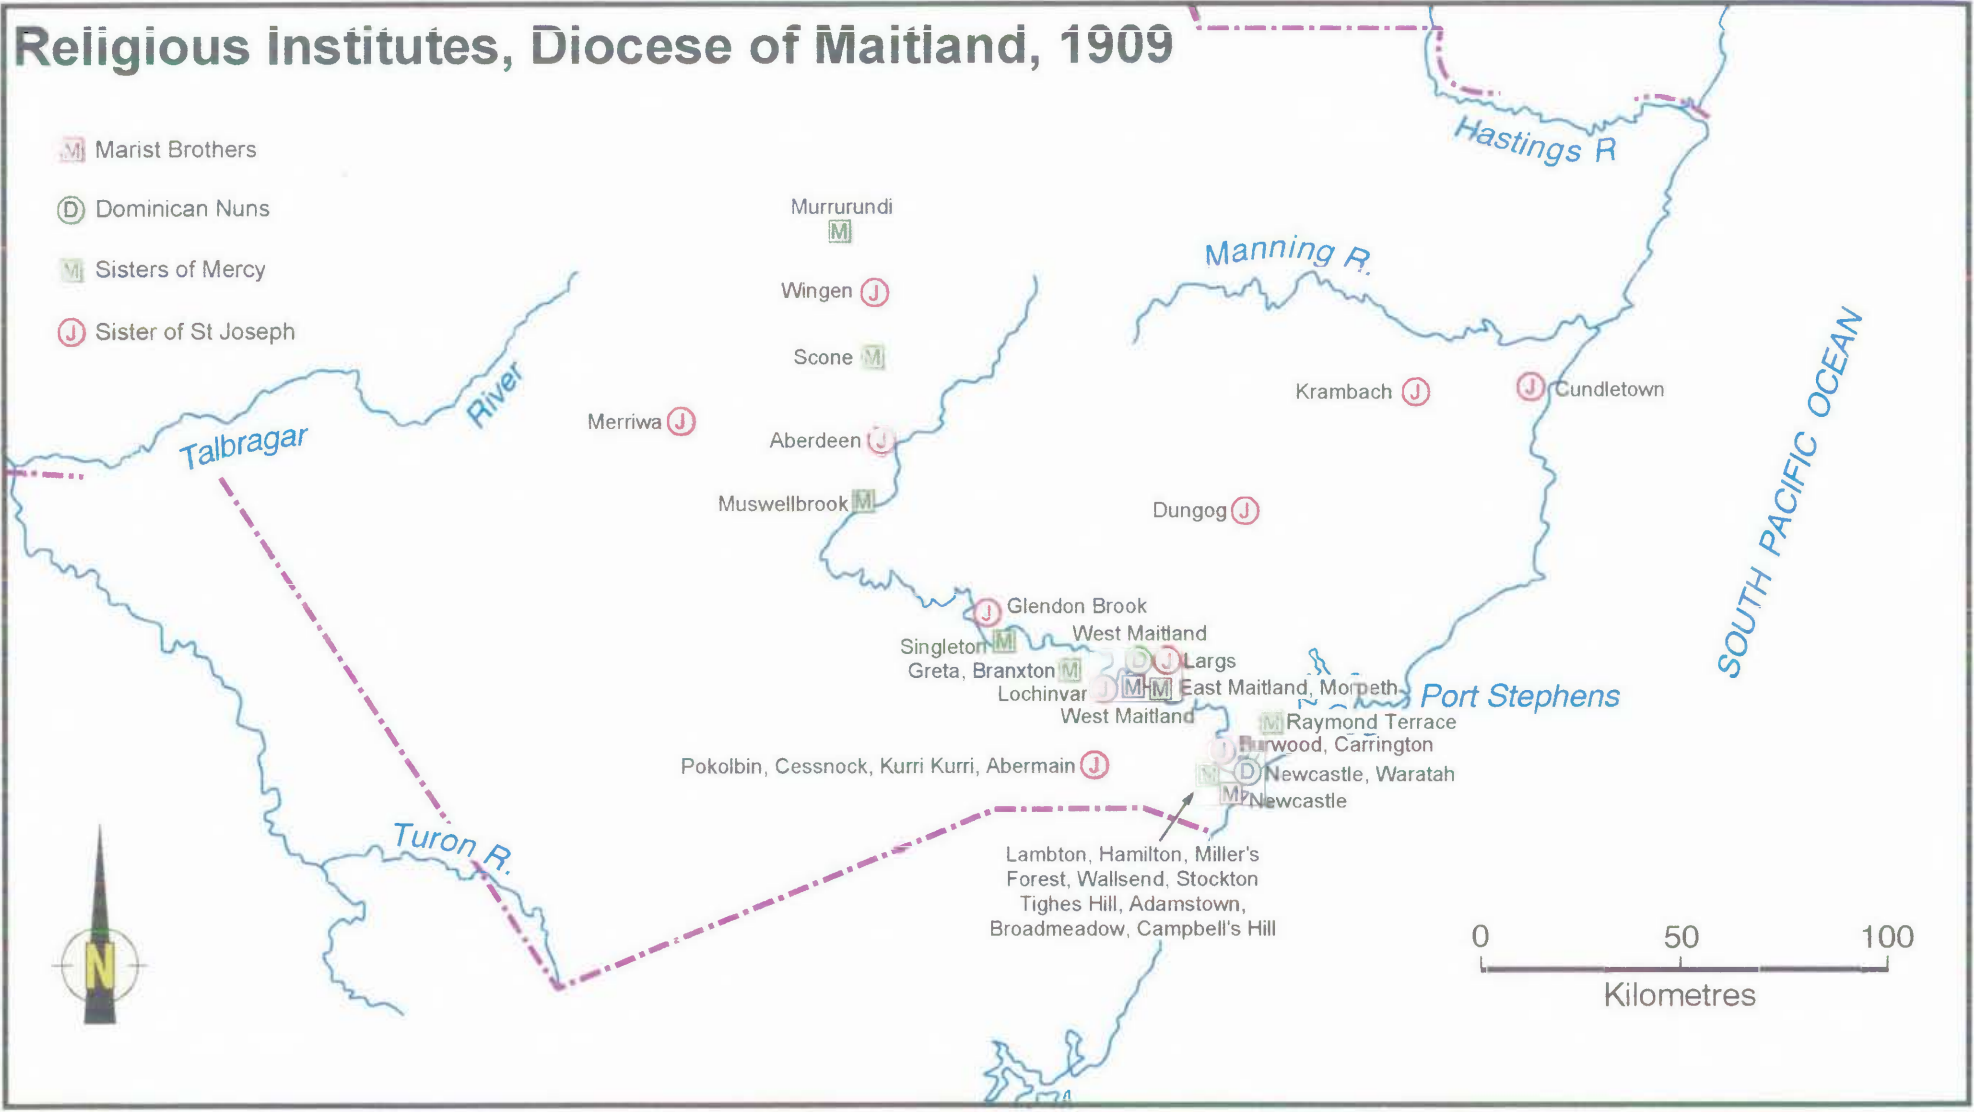 Religious Institutes, Diocese of Maitland, 1909
M Marist Brothers
D Dominican Nuns
M Sisters of Mercy
J Sister of St Joseph
Hastings R
Manning R.
Talbragar River
Turon R.
SOUTH PACIFIC OCEAN
Port Stephens
Murrurundi
M
Wingen J
Scone M
Merriwa J
Aberdeen J
Muswellbrook M
Krambach J
J Cundletown
Dungog J
J Glendon Brook
Singleton M
West Maitland
D J Largs
Greta, Branxton M
Lochinvar J M M East Maitland, Morpeth
West Maitland
M Raymond Terrace
J Burwood, Carrington
Pokolbin, Cessnock, Kurri Kurri, Abermain J
M D Newcastle, Waratah
M Newcastle
Lambton, Hamilton, Miller's
Forest, Wallsend, Stockton
Tighes Hill, Adamstown,
Broadmeadow, Campbell's Hill
N
0 50 100
Kilometres